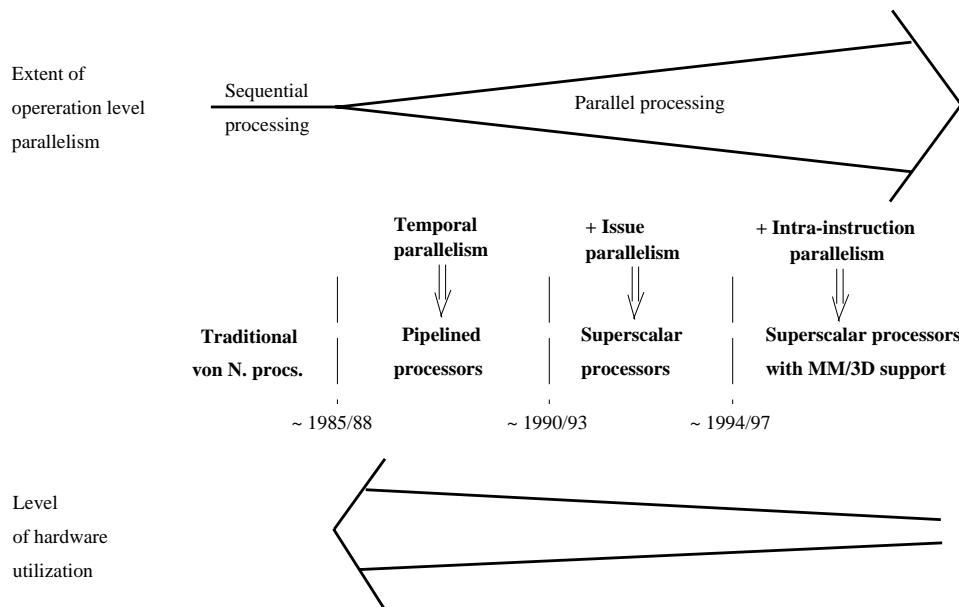 Extent of
opereration level
parallelism
Sequential
processing
Parallel processing
Temporal
parallelism
+ Issue
parallelism
+ Intra-instruction
parallelism
Traditional
von N. procs.
Pipelined
processors
Superscalar
processors
Superscalar processors
with MM/3D support
~ 1985/88
~ 1990/93
~ 1994/97
Level
of hardware
utilization